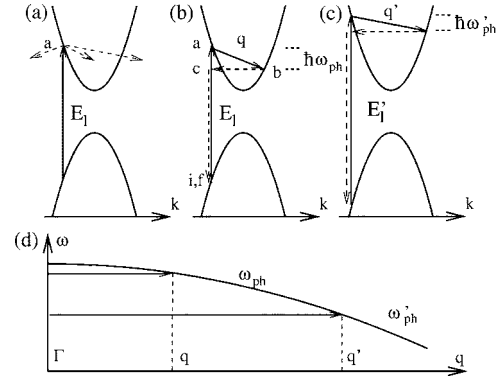 (a)
a
E_l
k
(b)
a
q
c
b
ħω_ph
E_l
i,f
k
(c)
q'
ħω'_ph
E'_l
k
(d)
ω
ω_ph
ω'_ph
Γ
q
q'
q